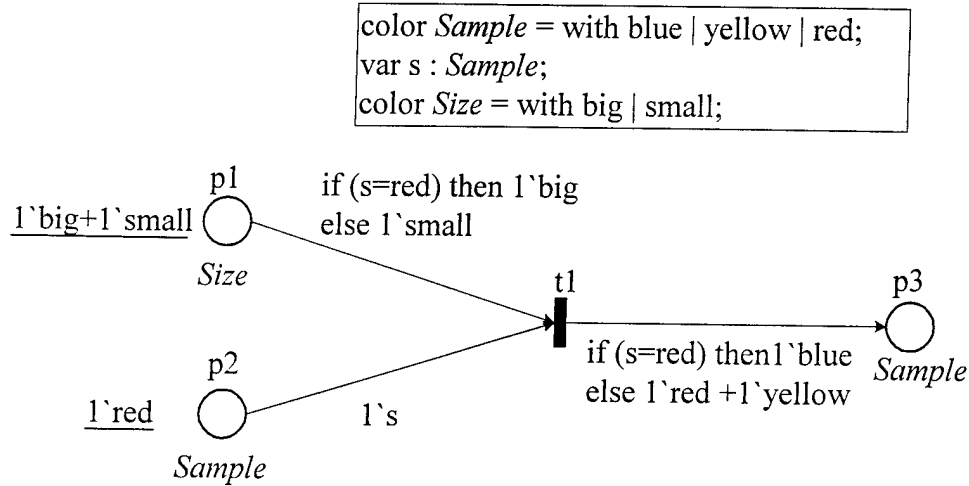 color Sample = with blue | yellow | red;
var s : Sample;
color Size = with big | small;
p1
if (s=red) then 1`big
else 1`small
1`big+1`small
Size
t1
p3
if (s=red) then1`blue
else 1`red +1`yellow
Sample
p2
1`red
1`s
Sample